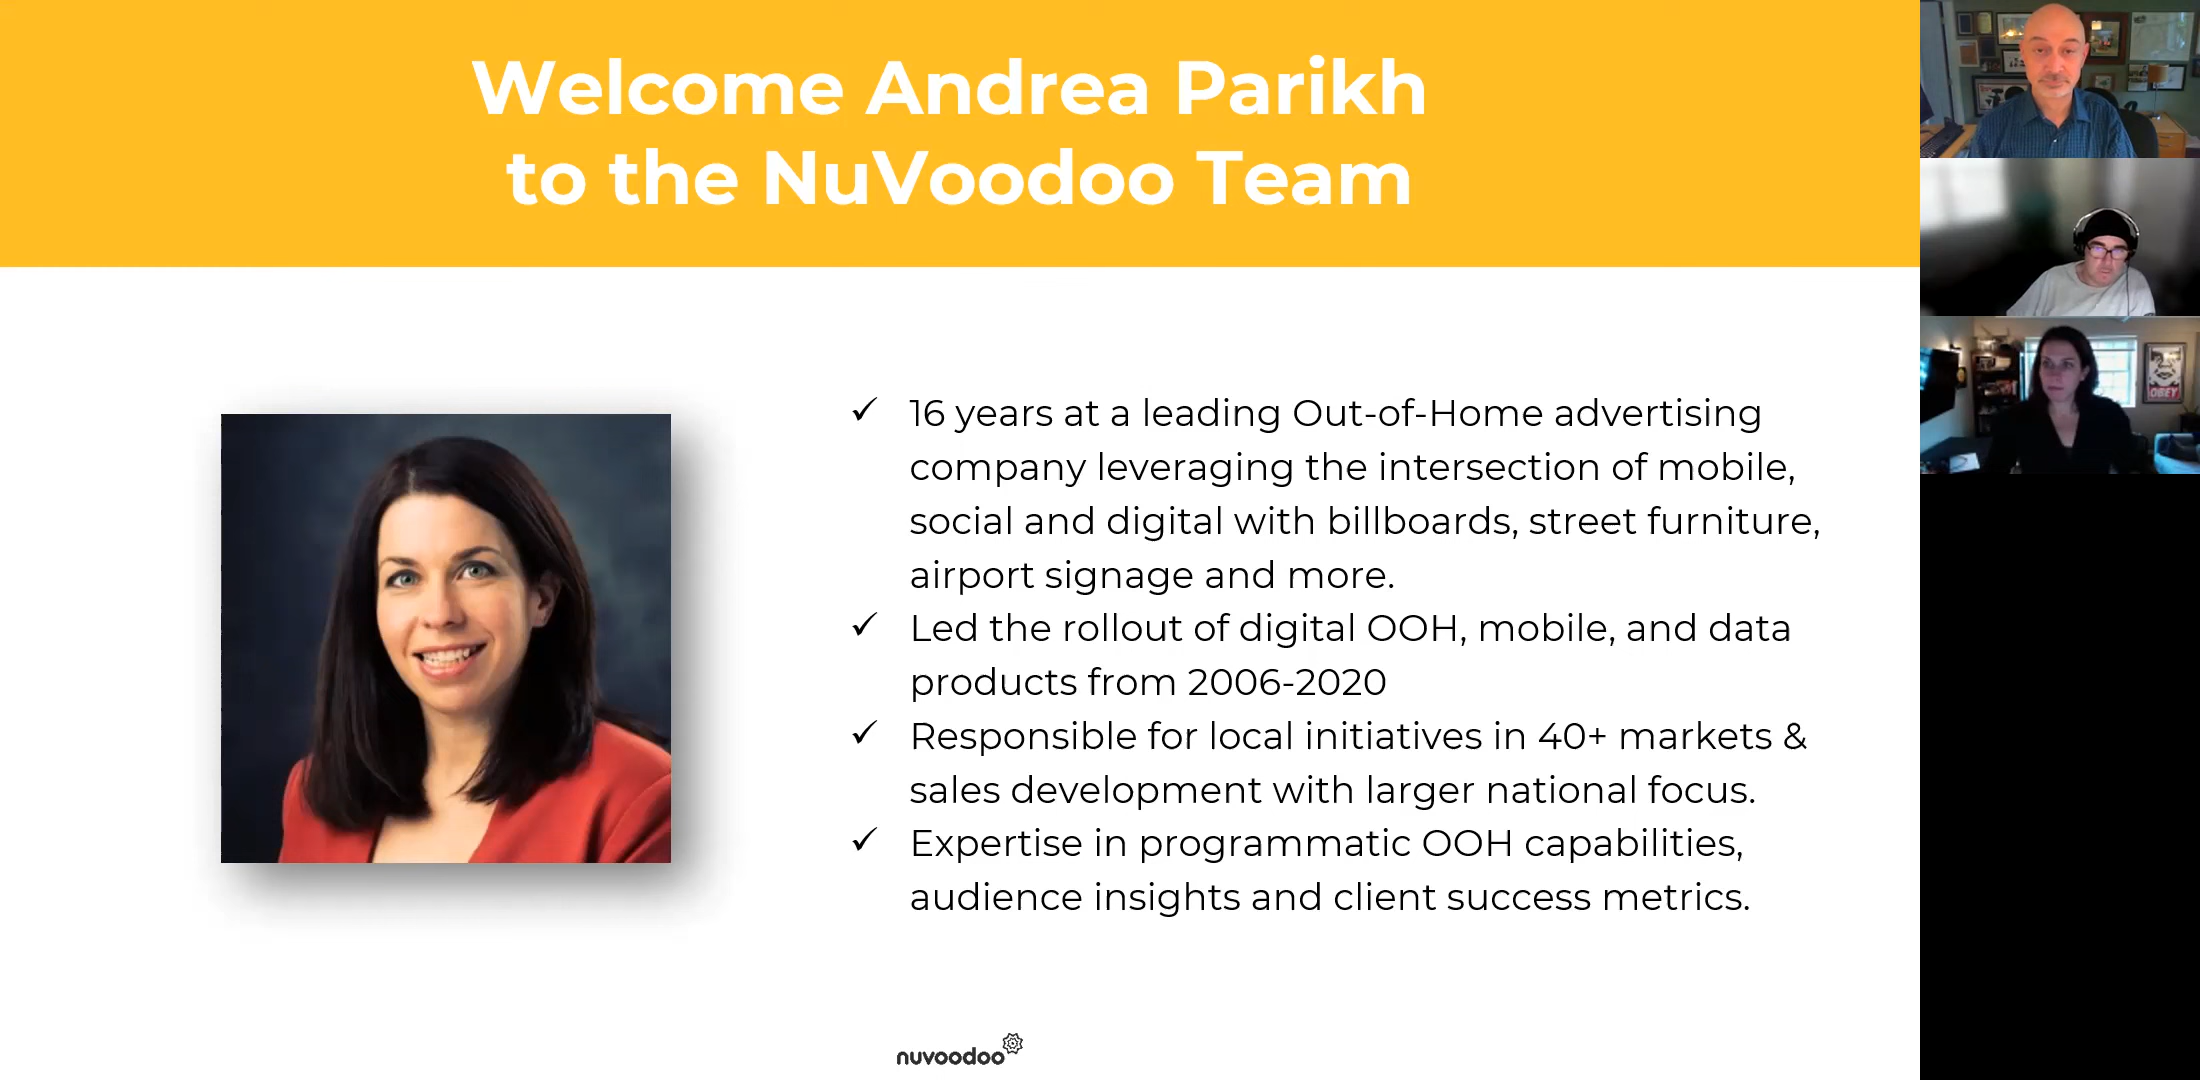 Welcome Andrea Parikh
to the NuVoodoo Team
✓ 16 years at a leading Out-of-Home advertising
company leveraging the intersection of mobile,
social and digital with billboards, street furniture,
airport signage and more.
✓ Led the rollout of digital OOH, mobile, and data
products from 2006-2020
✓ Responsible for local initiatives in 40+ markets &
sales development with larger national focus.
✓ Expertise in programmatic OOH capabilities,
audience insights and client success metrics.
nuvoodoo
OBEY